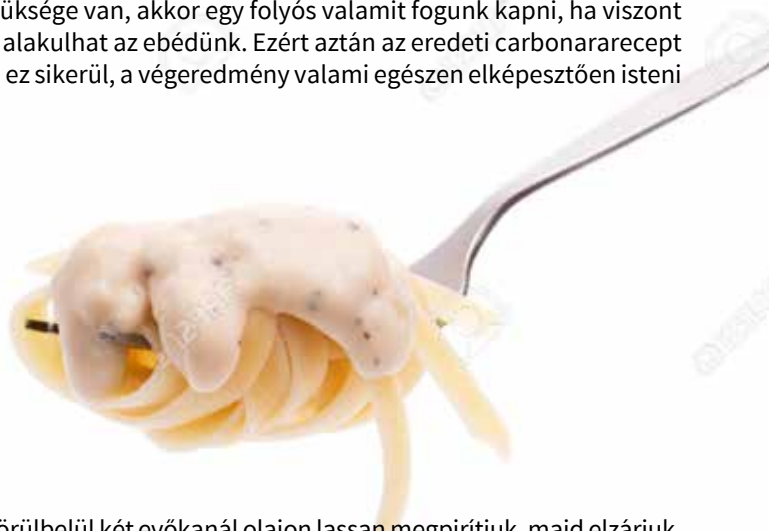 üksége van, akkor egy folyós valamit fogunk kapni, ha viszont
alakulhat az ebédünk. Ezért aztán az eredeti carbonararecept
ez sikerül, a végeredmény valami egészen elképesztően isteni
körülbelül két evőkanál olajon lassan megpirítjuk, majd elzárjuk